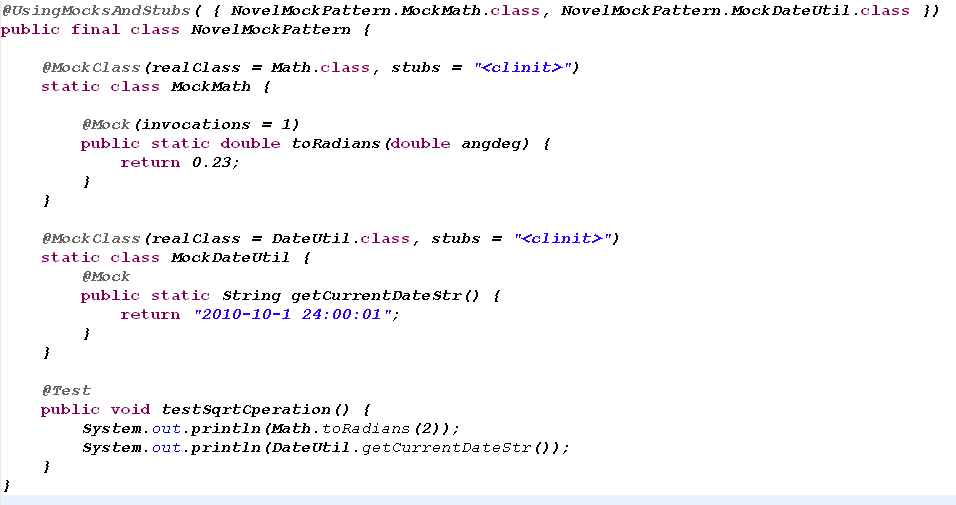 @UsingMocksAndStubs( { NovelMockPattern.MockMath.class, NovelMockPattern.MockDateUtil.class })
public final class NovelMockPattern {
@MockClass(realClass = Math.class, stubs = "<clinit>")
static class MockMath {
@Mock(invocations = 1)
public static double toRadians(double angdeg) {
return 0.23;
}
}
@MockClass(realClass = DateUtil.class, stubs = "<clinit>")
static class MockDateUtil {
@Mock
public static String getCurrentDateStr() {
return "2010-10-1 24:00:01";
}
}
@Test
public void testSqrtCperation() {
System.out.println(Math.toRadians(2));
System.out.println(DateUtil.getCurrentDateStr());
}
}